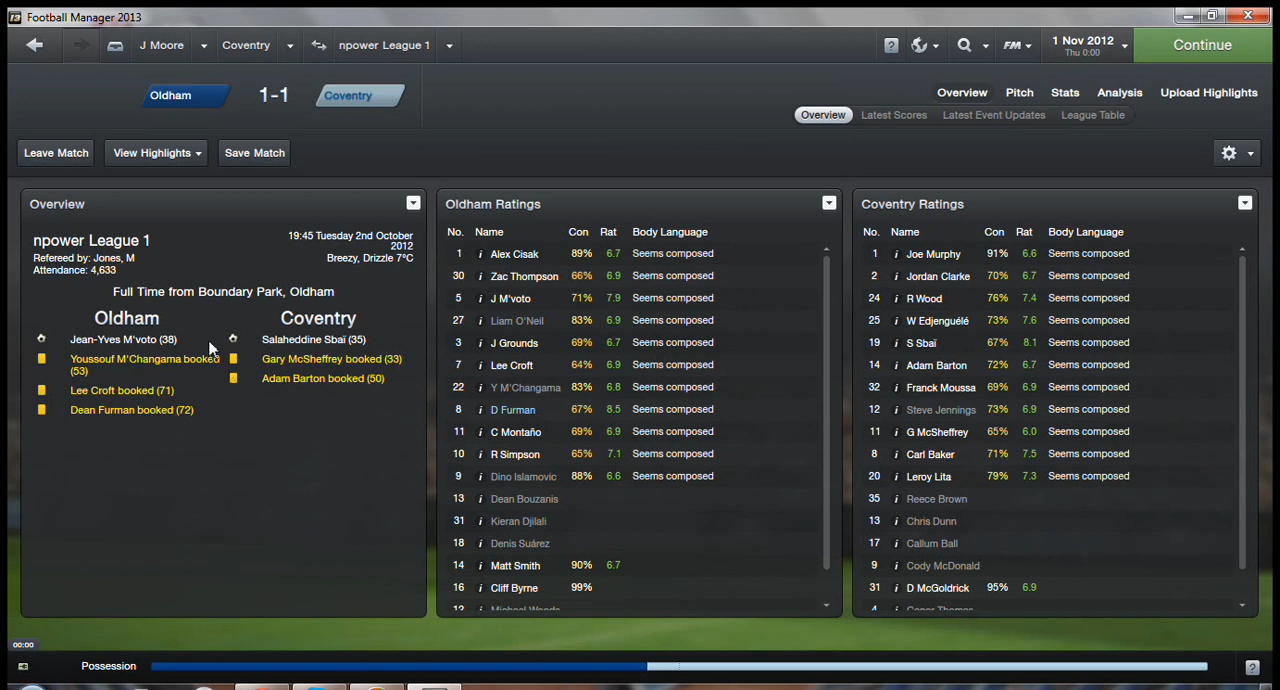 Football Manager 2013
J Moore Coventry npower League 1 ? FM 1 Nov 2012 Continue
Thu 0:00
Oldham 1-1 Coventry
Overview Pitch Stats Analysis Upload Highlights
Overview Latest Scores Latest Event Updates League Table
Leave Match View Highlights Save Match
Overview
npower League 1
19:45 Tuesday 2nd October
2012
Refereed by: Jones, M
Breezy, Drizzle 7°C
Attendance: 4,633
Full Time from Boundary Park, Oldham
Oldham Coventry
Jean-Yves M'voto (38) Salaheddine Sbaï (35)
Youssouf M'Changama booked
(53)
Gary McSheffrey booked (33)
Adam Barton booked (50)
Lee Croft booked (71)
Dean Furman booked (72)
Oldham Ratings
No. Name Con Rat Body Language
1 i Alex Cisak 89% 6.7 Seems composed
30 i Zac Thompson 66% 6.9 Seems composed
5 i J M'voto 71% 7.9 Seems composed
27 i Liam O'Neil 83% 6.9 Seems composed
3 i J Grounds 69% 6.7 Seems composed
7 i Lee Croft 64% 6.9 Seems composed
22 i Y M'Changama 83% 6.8 Seems composed
8 i D Furman 67% 8.5 Seems composed
11 i C Montaño 69% 6.9 Seems composed
10 i R Simpson 65% 7.1 Seems composed
9 i Dino Islamovic 88% 6.6 Seems composed
13 i Dean Bouzanis
31 i Kieran Djilali
18 i Denis Suárez
14 i Matt Smith 90% 6.7
16 i Cliff Byrne 99%
12 i Michael Woods
Coventry Ratings
No. Name Con Rat Body Language
1 i Joe Murphy 91% 6.6 Seems composed
2 i Jordan Clarke 70% 6.7 Seems composed
24 i R Wood 76% 7.4 Seems composed
25 i W Edjenguélé 73% 7.6 Seems composed
19 i S Sbaï 67% 8.1 Seems composed
14 i Adam Barton 72% 6.7 Seems composed
32 i Franck Moussa 69% 6.9 Seems composed
12 i Steve Jennings 73% 6.9 Seems composed
11 i G McSheffrey 65% 6.0 Seems composed
8 i Carl Baker 71% 7.5 Seems composed
20 i Leroy Lita 79% 7.3 Seems composed
35 i Reece Brown
13 i Chris Dunn
17 i Callum Ball
9 i Cody McDonald
31 i D McGoldrick 95% 6.9
4 i Conor Thomas
00:00
Possession ?